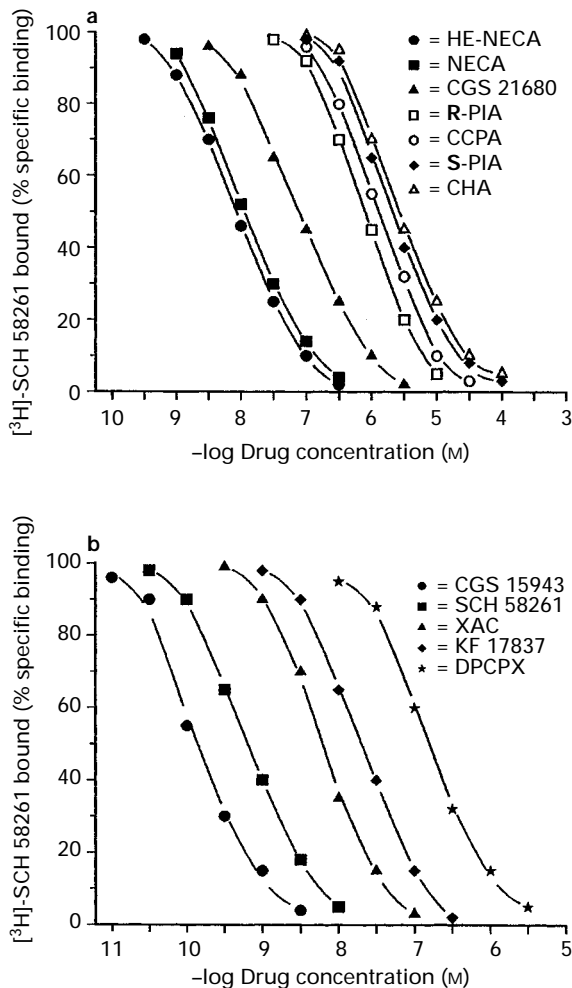 a
[³H]-SCH 58261 bound (% specific binding)
100
80
60
40
20
0
● = HE-NECA
■ = NECA
▲ = CGS 21680
□ = R-PIA
○ = CCPA
◆ = S-PIA
△ = CHA
10 9 8 7 6 5 4 3
–log Drug concentration (M)
b
[³H]-SCH 58261 bound (% specific binding)
100
80
60
40
20
0
● = CGS 15943
■ = SCH 58261
▲ = XAC
◆ = KF 17837
★ = DPCPX
11 10 9 8 7 6 5
–log Drug concentration (M)